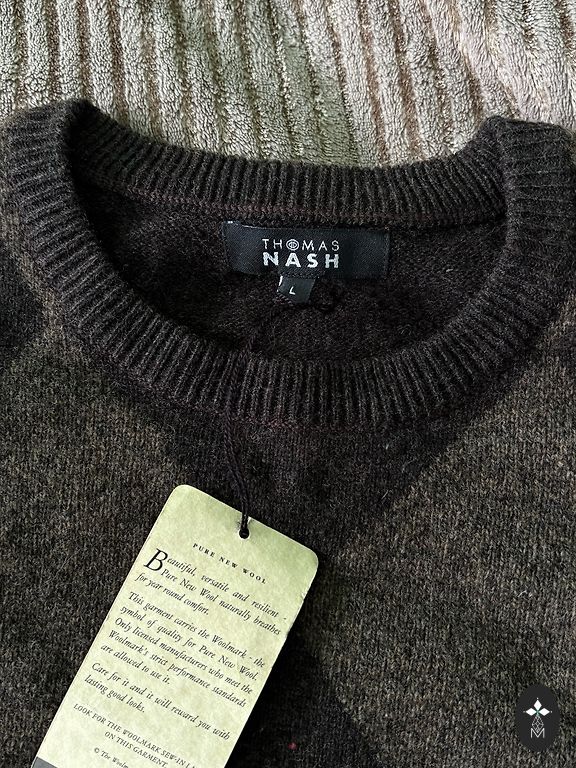 THOMAS
NASH
L
PURE NEW WOOL
Beautiful, versatile and resilient -
Pure New Wool naturally breathes
for year round comfort.
This garment carries the Woolmark, the
symbol of quality for Pure New Wool.
Only licensed manufacturers who meet the
Woolmark's strict performance standards
are allowed to use it.
Care for it and it will reward you with
lasting good looks.
LOOK FOR THE WOOLMARK SEW-IN
ON THIS GARMENT
© The Woolmark